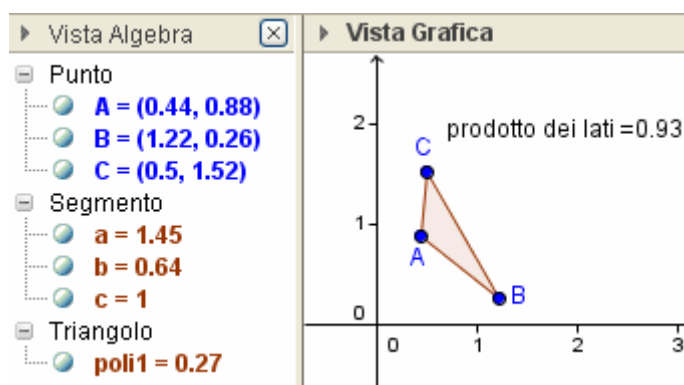 Vista Algebra
Punto
A = (0.44, 0.88)
B = (1.22, 0.26)
C = (0.5, 1.52)
Segmento
a = 1.45
b = 0.64
c = 1
Triangolo
poli1 = 0.27
Vista Grafica
2
prodotto dei lati =0.93
C
1
A
B
0
0 1 2 3